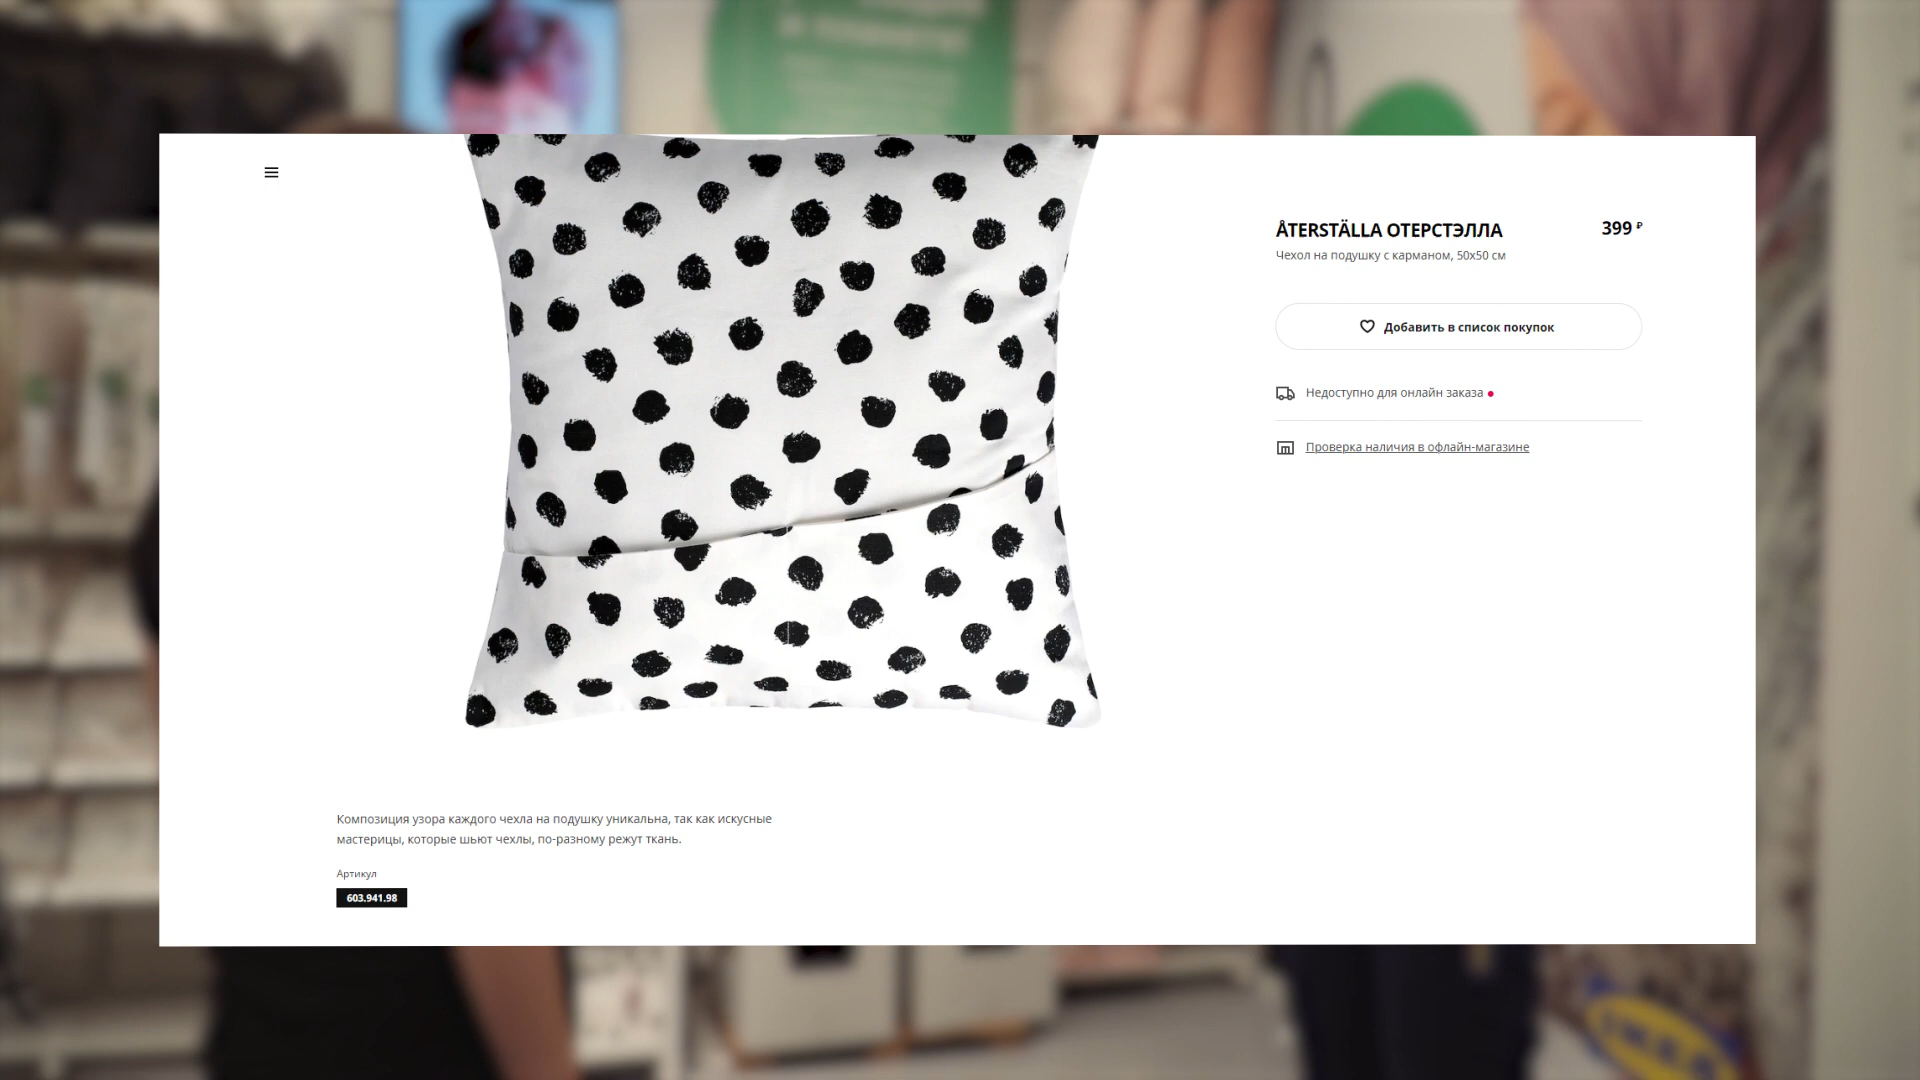 ÅTERSTÄLLA ОТЕРСТЭЛЛА
399 ₽
Чехол на подушку с карманом, 50x50 см
Добавить в список покупок
Недоступно для онлайн заказа
Проверка наличия в офлайн-магазине
Композиция узора каждого чехла на подушку уникальна, так как искусные
мастерицы, которые шьют чехлы, по-разному режут ткань.
Артикул
603.941.98
IKEA